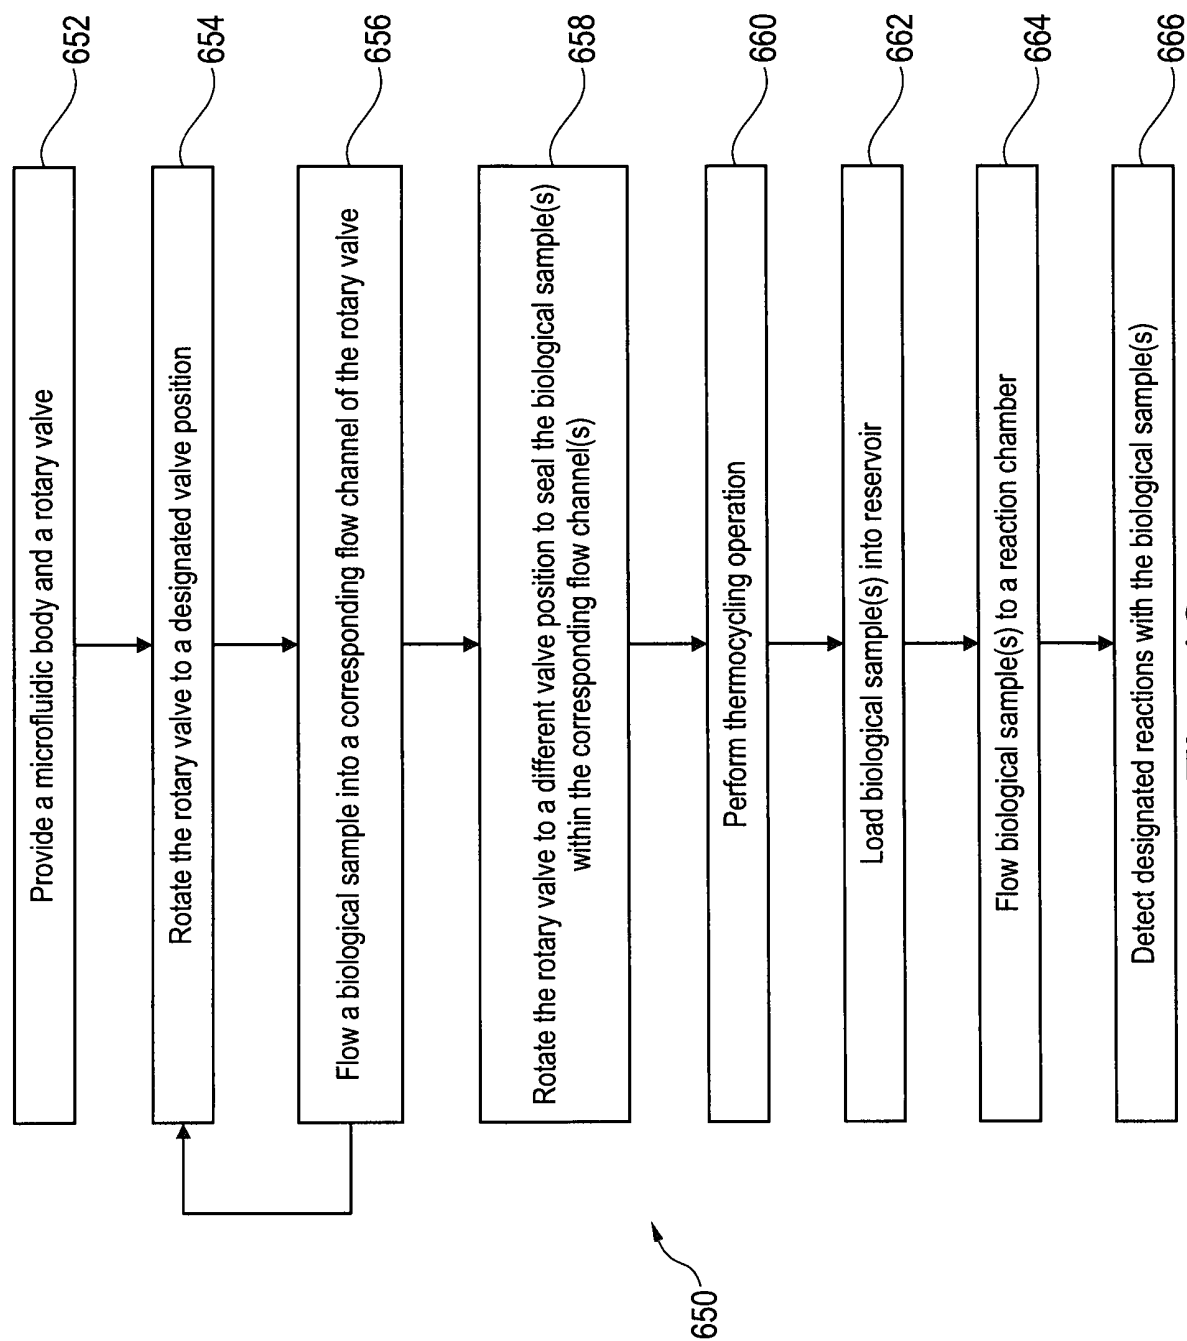 Provide a microfluidic body and a rotary valve
652
Rotate the rotary valve to a designated valve position
654
Flow a biological sample into a corresponding flow channel of the rotary valve
656
Rotate the rotary valve to a different valve position to seal the biological sample(s)
within the corresponding flow channel(s)
658
Perform thermocycling operation
660
Load biological sample(s) into reservoir
662
Flow biological sample(s) to a reaction chamber
664
Detect designated reactions with the biological sample(s)
666
650